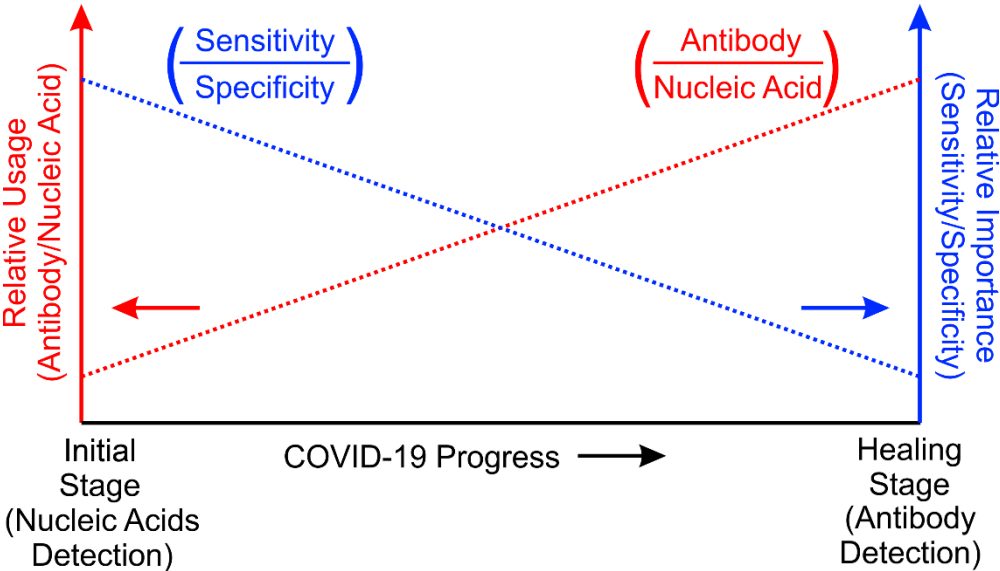 Sensitivity
Specificity
Antibody
Nucleic Acid
Relative Usage
(Antibody/Nucleic Acid)
Relative Importance
(Sensitivity/Specificity)
Initial
Stage
(Nucleic Acids
Detection)
COVID-19 Progress
Healing
Stage
(Antibody
Detection)